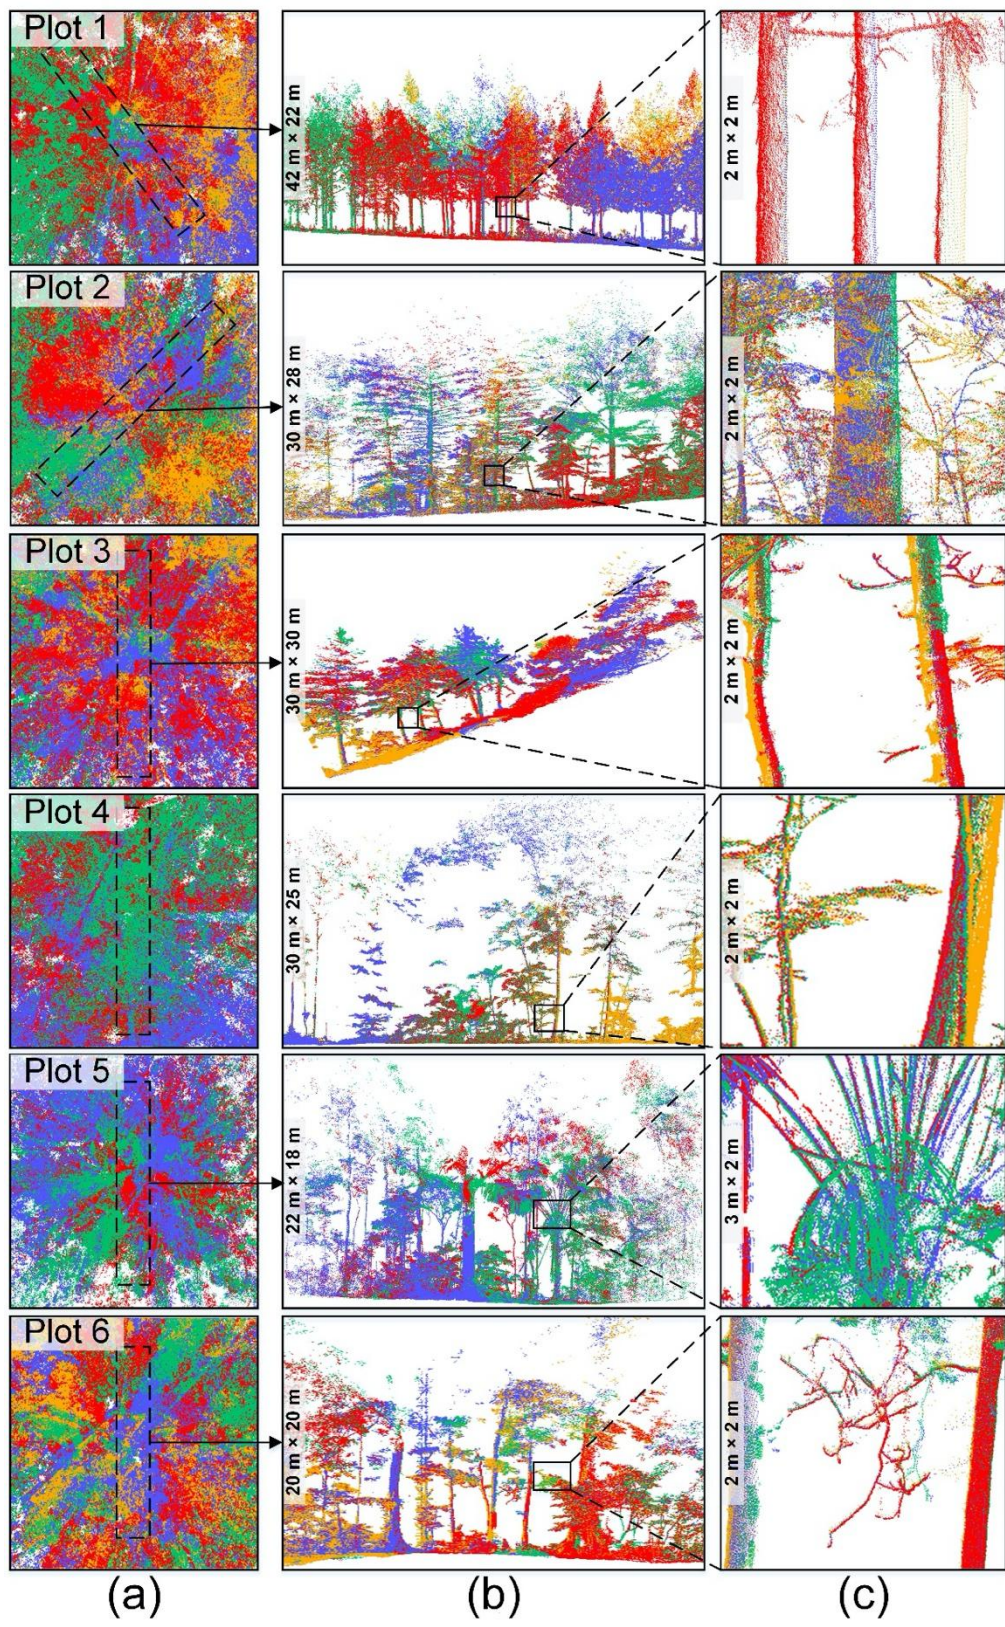 Plot 1
42 m × 22 m
2 m × 2 m
Plot 2
30 m × 28 m
2 m × 2 m
Plot 3
30 m × 30 m
2 m × 2 m
Plot 4
30 m × 25 m
2 m × 2 m
Plot 5
22 m × 18 m
3 m × 2 m
Plot 6
20 m × 20 m
2 m × 2 m
(a)
(b)
(c)